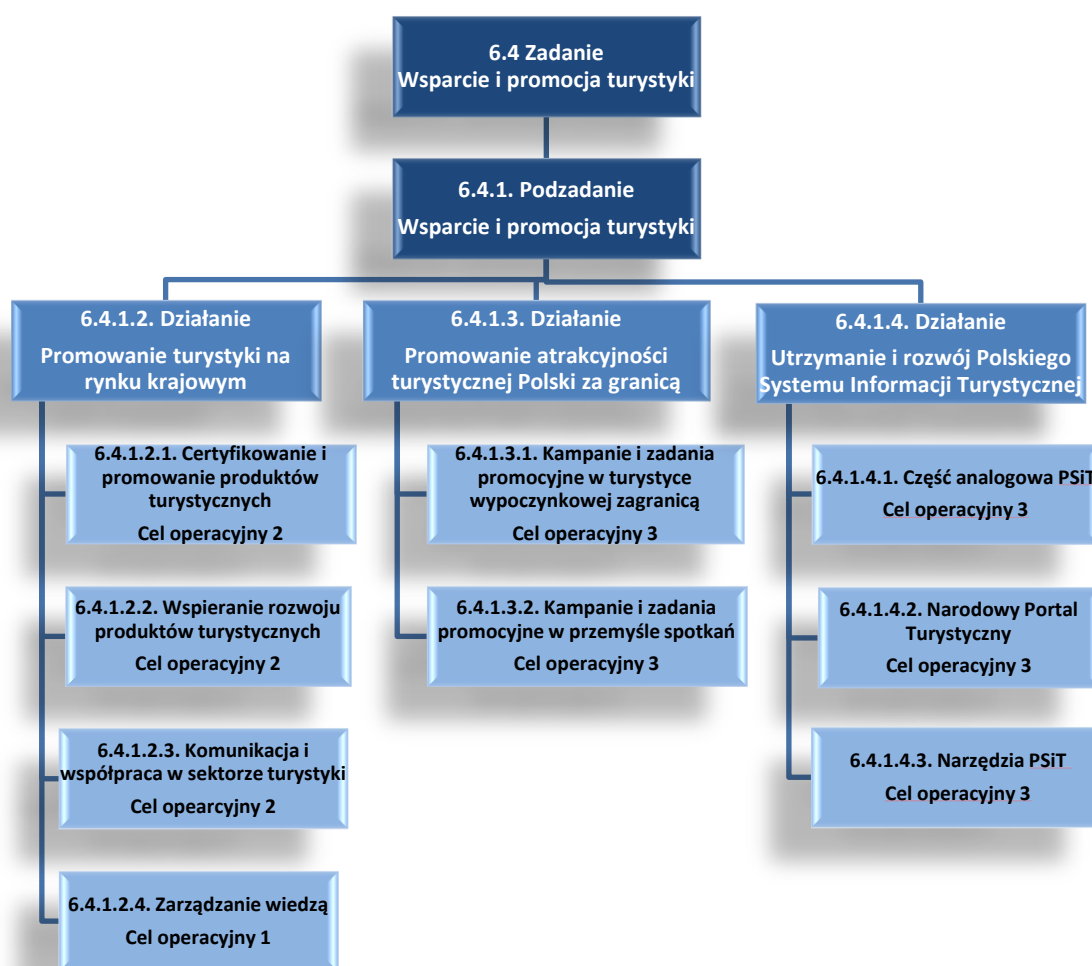 6.4 Zadanie
Wsparcie i promocja turystyki
6.4.1. Podzadanie
Wsparcie i promocja turystyki
6.4.1.2. Działanie
Promowanie turystyki na
rynku krajowym
6.4.1.2.1. Certyfikowanie i
promowanie produktów
turystycznych
Cel operacyjny 2
6.4.1.2.2. Wspieranie rozwoju
produktów turystycznych
Cel operacyjny 2
6.4.1.2.3. Komunikacja i
współpraca w sektorze turystyki
Cel opearcyjny 2
6.4.1.2.4. Zarządzanie wiedzą
Cel operacyjny 1
6.4.1.3. Działanie
Promowanie atrakcyjności
turystycznej Polski za granicą
6.4.1.3.1. Kampanie i zadania
promocyjne w turystyce
wypoczynkowej zagranicą
Cel operacyjny 3
6.4.1.3.2. Kampanie i zadania
promocyjne w przemyśle spotkań
Cel operacyjny 3
6.4.1.4. Działanie
Utrzymanie i rozwój Polskiego
Systemu Informacji Turystycznej
6.4.1.4.1. Część analogowa PSiT
Cel operacyjny 3
6.4.1.4.2. Narodowy Portal
Turystyczny
Cel operacyjny 3
6.4.1.4.3. Narzędzia PSiT
Cel operacyjny 3